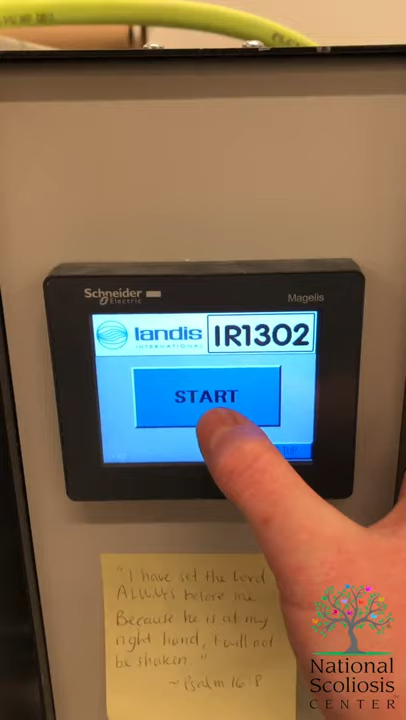 Schneider
Electric
Magelis
landis
INTERNATIONAL
IR1302
START
"I have set the Lord
ALWAYS before me.
Because he is at my
right hand, I will not
be shaken."
~Psalm 16:8
National
Scoliosis
CENTER